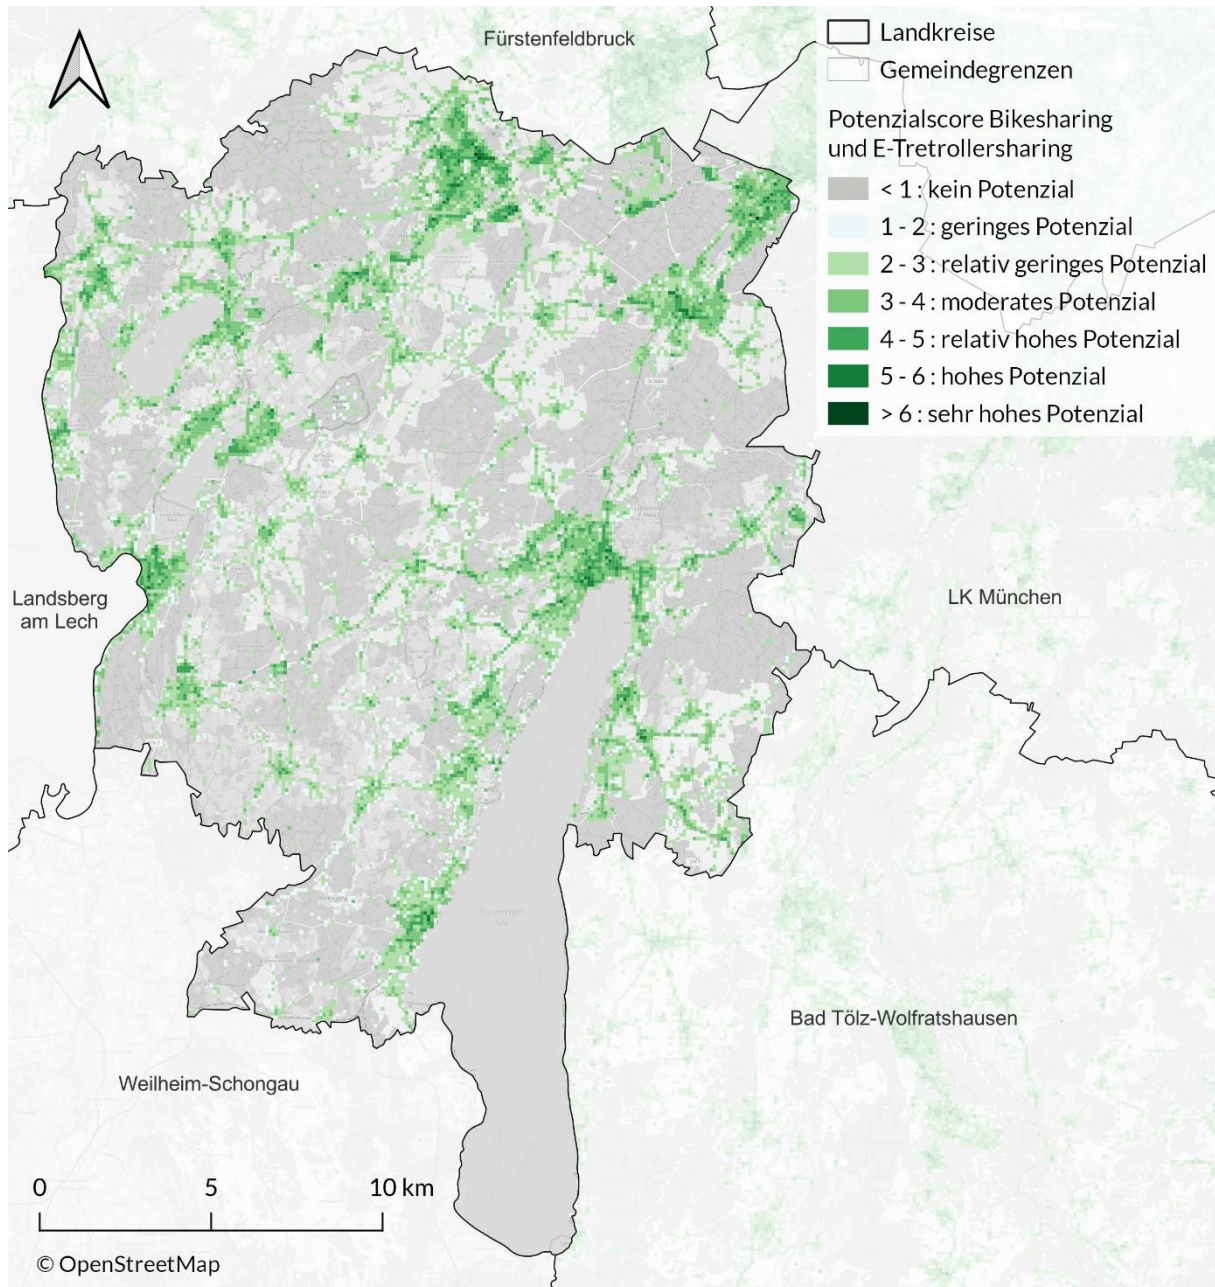 Fürstenfeldbruck
Landkreise
Gemeindegrenzen
Potenzialscore Bikesharing
und E-Tretrollersharing
< 1 : kein Potenzial
1 - 2 : geringes Potenzial
2 - 3 : relativ geringes Potenzial
3 - 4 : moderates Potenzial
4 - 5 : relativ hohes Potenzial
5 - 6 : hohes Potenzial
> 6 : sehr hohes Potenzial
Landsberg
am Lech
LK München
Starnberger
See
Bad Tölz-Wolfratshausen
Weilheim-Schongau
0 5 10 km
© OpenStreetMap